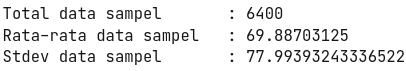 Total data sampel       : 6400
Rata-rata data sampel   : 69.88703125
Stdev data sampel       : 77.99393243336522